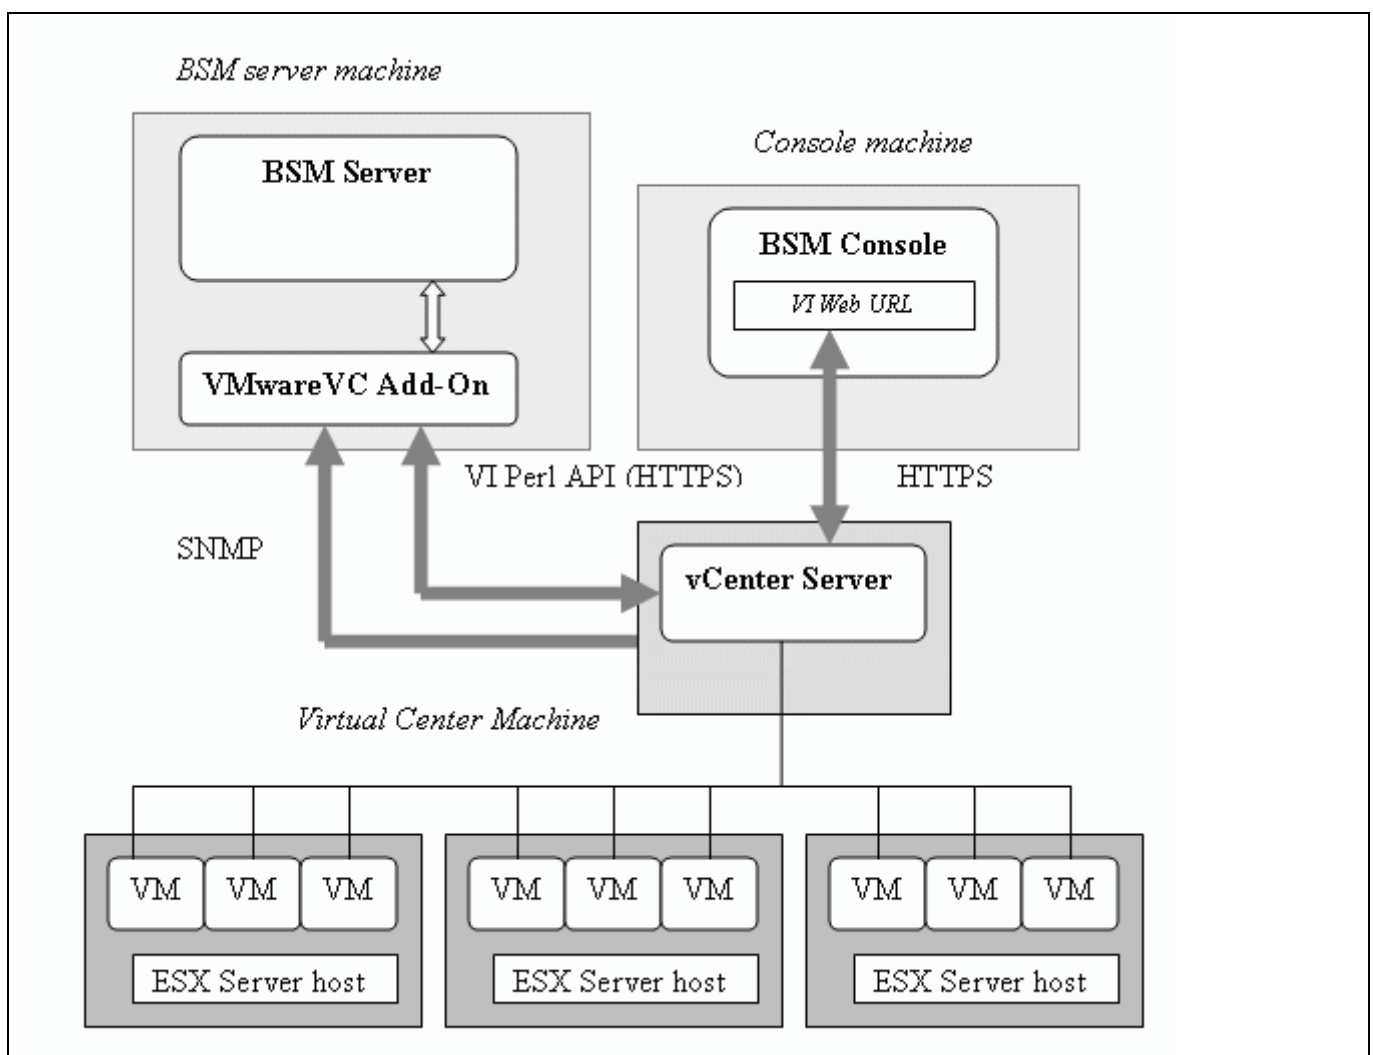 BSM server machine
BSM Server
VMwareVC Add-On
Console machine
BSM Console
VI Web URL
VI Perl API (HTTPS)
HTTPS
SNMP
vCenter Server
Virtual Center Machine
VM VM VM VM VM VM VM VM VM
ESX Server host ESX Server host ESX Server host